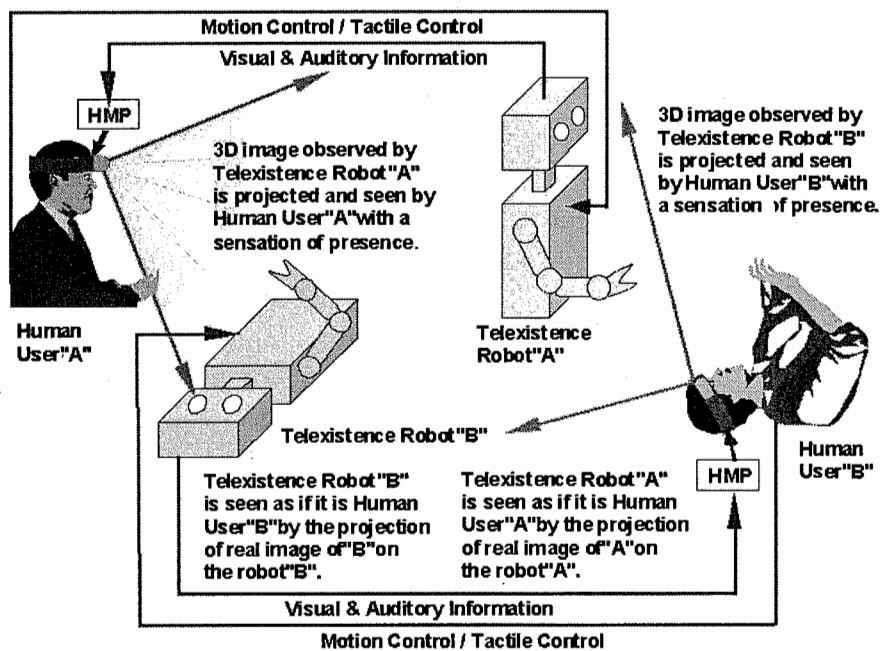 Motion Control / Tactile Control
Visual & Auditory Information
HMP
3D image observed by
Telexistence Robot"A"
is projected and seen by
Human User"A"with a
sensation of presence.
3D image observed by
Telexistence Robot"B"
is projected and seen
by Human User"B"with
a sensation of presence.
Human
User"A"
Telexistence
Robot"A"
Telexistence Robot"B"
Human
User"B"
HMP
Telexistence Robot"B"
is seen as if it is Human
User"B"by the projection
of real image of"B"on
the robot"B".
Telexistence Robot"A"
is seen as if it is Human
User"A"by the projection
of real image of"A"on
the robot"A".
Visual & Auditory Information
Motion Control / Tactile Control